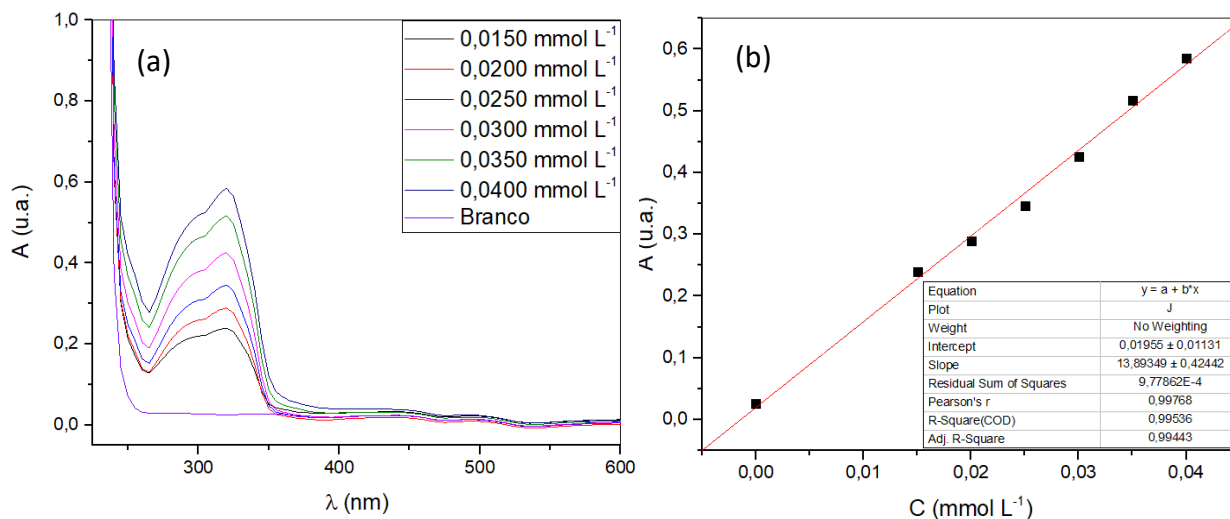 (a)
1,0
0,8
0,6
0,4
0,2
0,0
A (u.a.)
300
400
500
600
λ (nm)
0,0150 mmol L⁻¹
0,0200 mmol L⁻¹
0,0250 mmol L⁻¹
0,0300 mmol L⁻¹
0,0350 mmol L⁻¹
0,0400 mmol L⁻¹
Branco
(b)
0,6
0,5
0,4
0,3
0,2
0,1
0,0
A (u.a.)
0,00
0,01
0,02
0,03
0,04
C (mmol L⁻¹)
Equation y = a + b*x
Plot J
Weight No Weighting
Intercept 0,01955 ± 0,01131
Slope 13,89349 ± 0,42442
Residual Sum of Squares 9,77862E-4
Pearson's r 0,99768
R-Square(COD) 0,99536
Adj. R-Square 0,99443